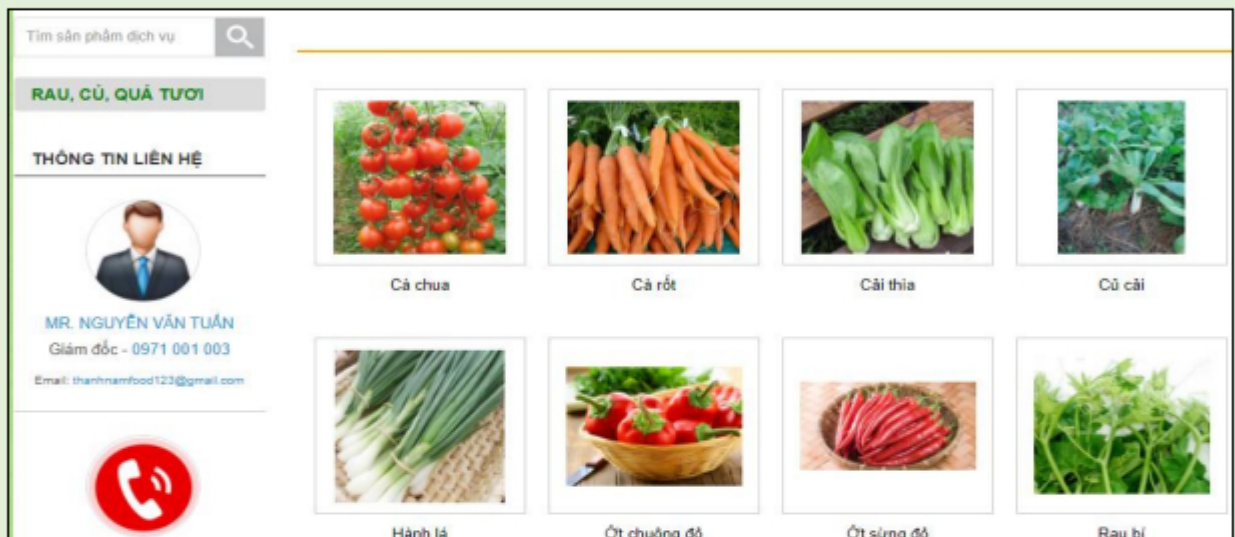 Tìm sản phẩm dịch vụ
RAU, CỦ, QUẢ TƯƠI
THÔNG TIN LIÊN HỆ
MR. NGUYỄN VĂN TUẤN
Giám đốc - 0971 001 003
Email: thanhnamfood123@gmail.com
Cà chua
Cà rốt
Cải thìa
Củ cải
Hành lá
Ớt chuông đỏ
Ớt sừng đỏ
Rau bí